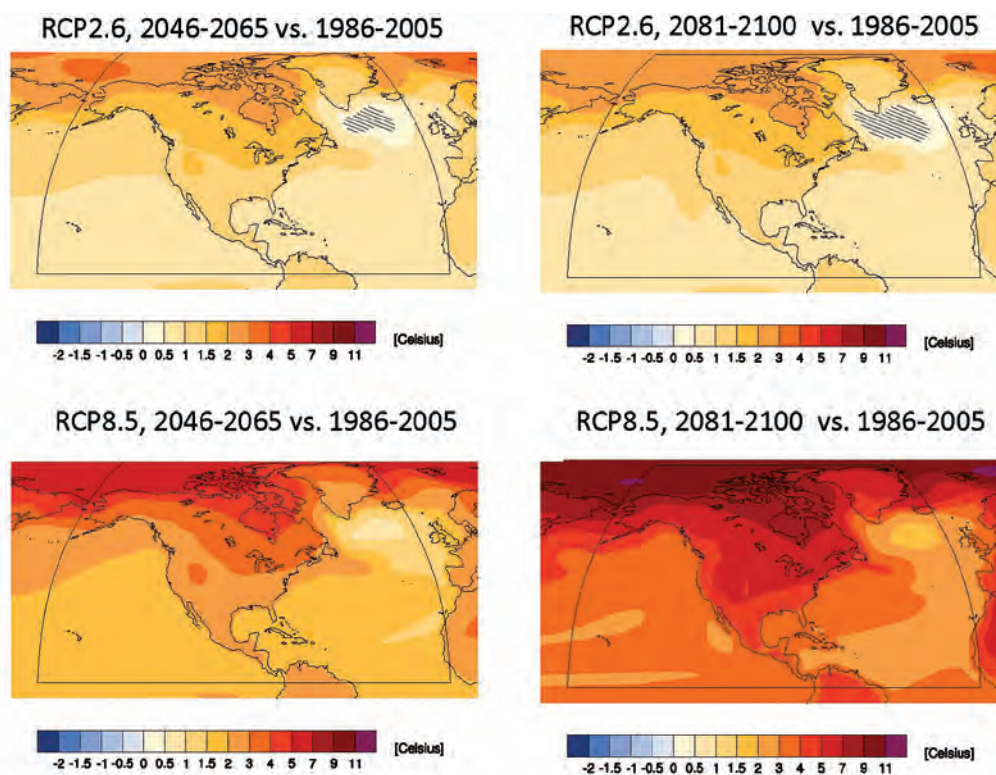 RCP2.6, 2046-2065 vs. 1986-2005
RCP2.6, 2081-2100 vs. 1986-2005
-2 -1.5 -1 -0.5 0 0.5 1 1.5 2 3 4 5 7 9 11 [Celsius]
-2 -1.5 -1 -0.5 0 0.5 1 1.5 2 3 4 5 7 9 11 [Celsius]
RCP8.5, 2046-2065 vs. 1986-2005
RCP8.5, 2081-2100 vs. 1986-2005
-2 -1.5 -1 -0.5 0 0.5 1 1.5 2 3 4 5 7 9 11 [Celsius]
-2 -1.5 -1 -0.5 0 0.5 1 1.5 2 3 4 5 7 9 11 [Celsius]